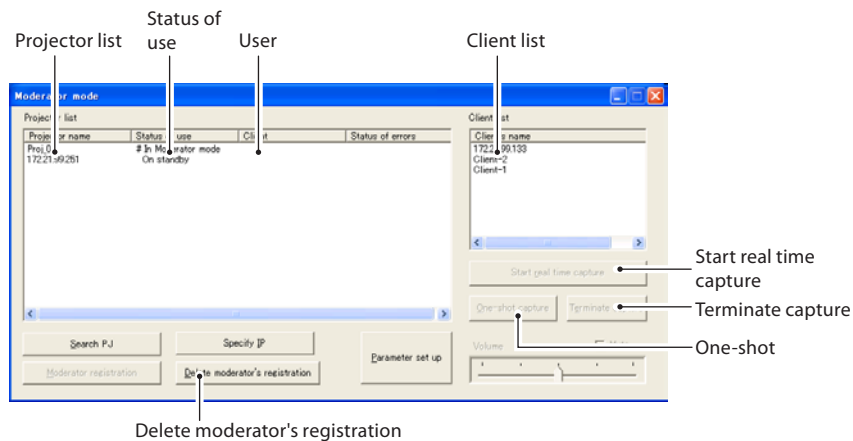 Status of
use
Projector list
User
Client list
Moderator mode
Projector list
Client list
Projector name
Status of use
Client
Status of errors
Clients name
# In Moderator mode
On standby
Client-2
Client-1
Start real time capture
One-shot capture
Terminate
Search PJ
Specify IP
Parameter set up
Moderator registration
Delete moderator's registration
Volume
Start real time
capture
Terminate capture
One-shot
Delete moderator's registration